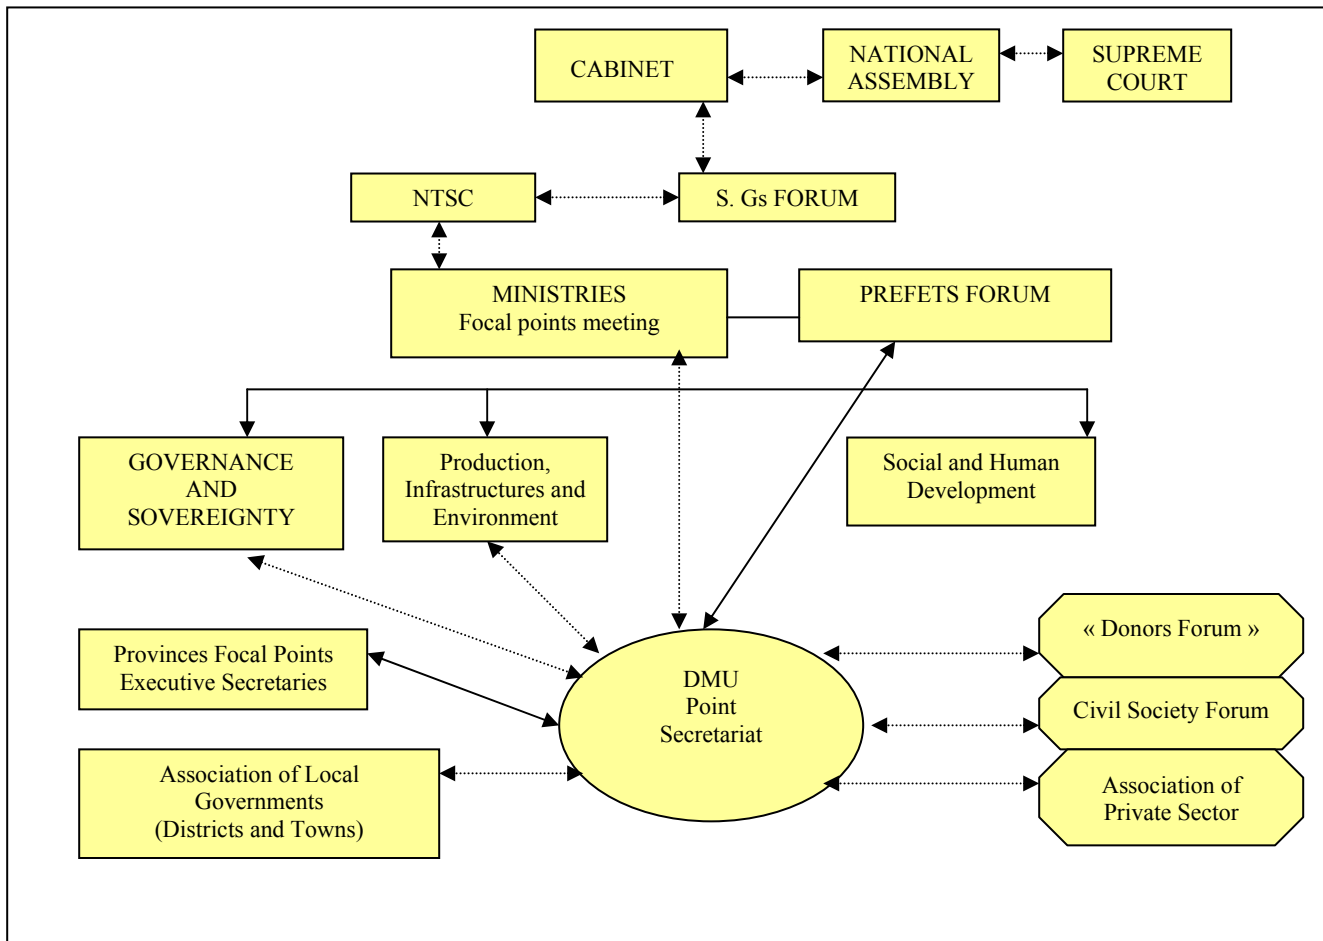 CABINET
NATIONAL
ASSEMBLY
SUPREME
COURT
NTSC
S. Gs FORUM
MINISTRIES
Focal points meeting
PREFETS FORUM
GOVERNANCE
AND
SOVEREIGNTY
Production,
Infrastructures and
Environment
Social and Human
Development
Provinces Focal Points
Executive Secretaries
DMU
Point
Secretariat
« Donors Forum »
Civil Society Forum
Association of Local
Governments
(Districts and Towns)
Association of
Private Sector